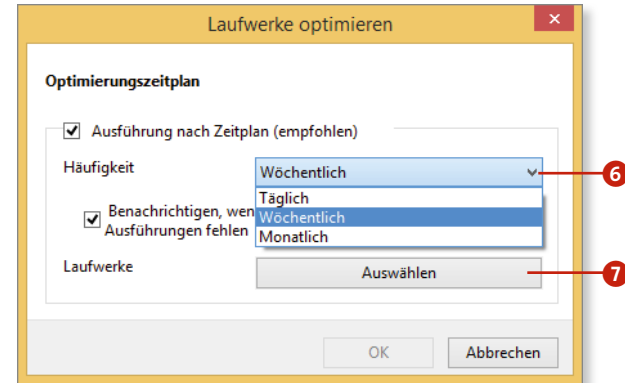 Laufwerke optimieren
Optimierungszeitplan
Ausführung nach Zeitplan (empfohlen)
Häufigkeit
Wöchentlich
6
Täglich
Benachrichtigen, wen
Wöchentlich
Ausführungen fehlen
Monatlich
Laufwerke
Auswählen
7
OK
Abbrechen